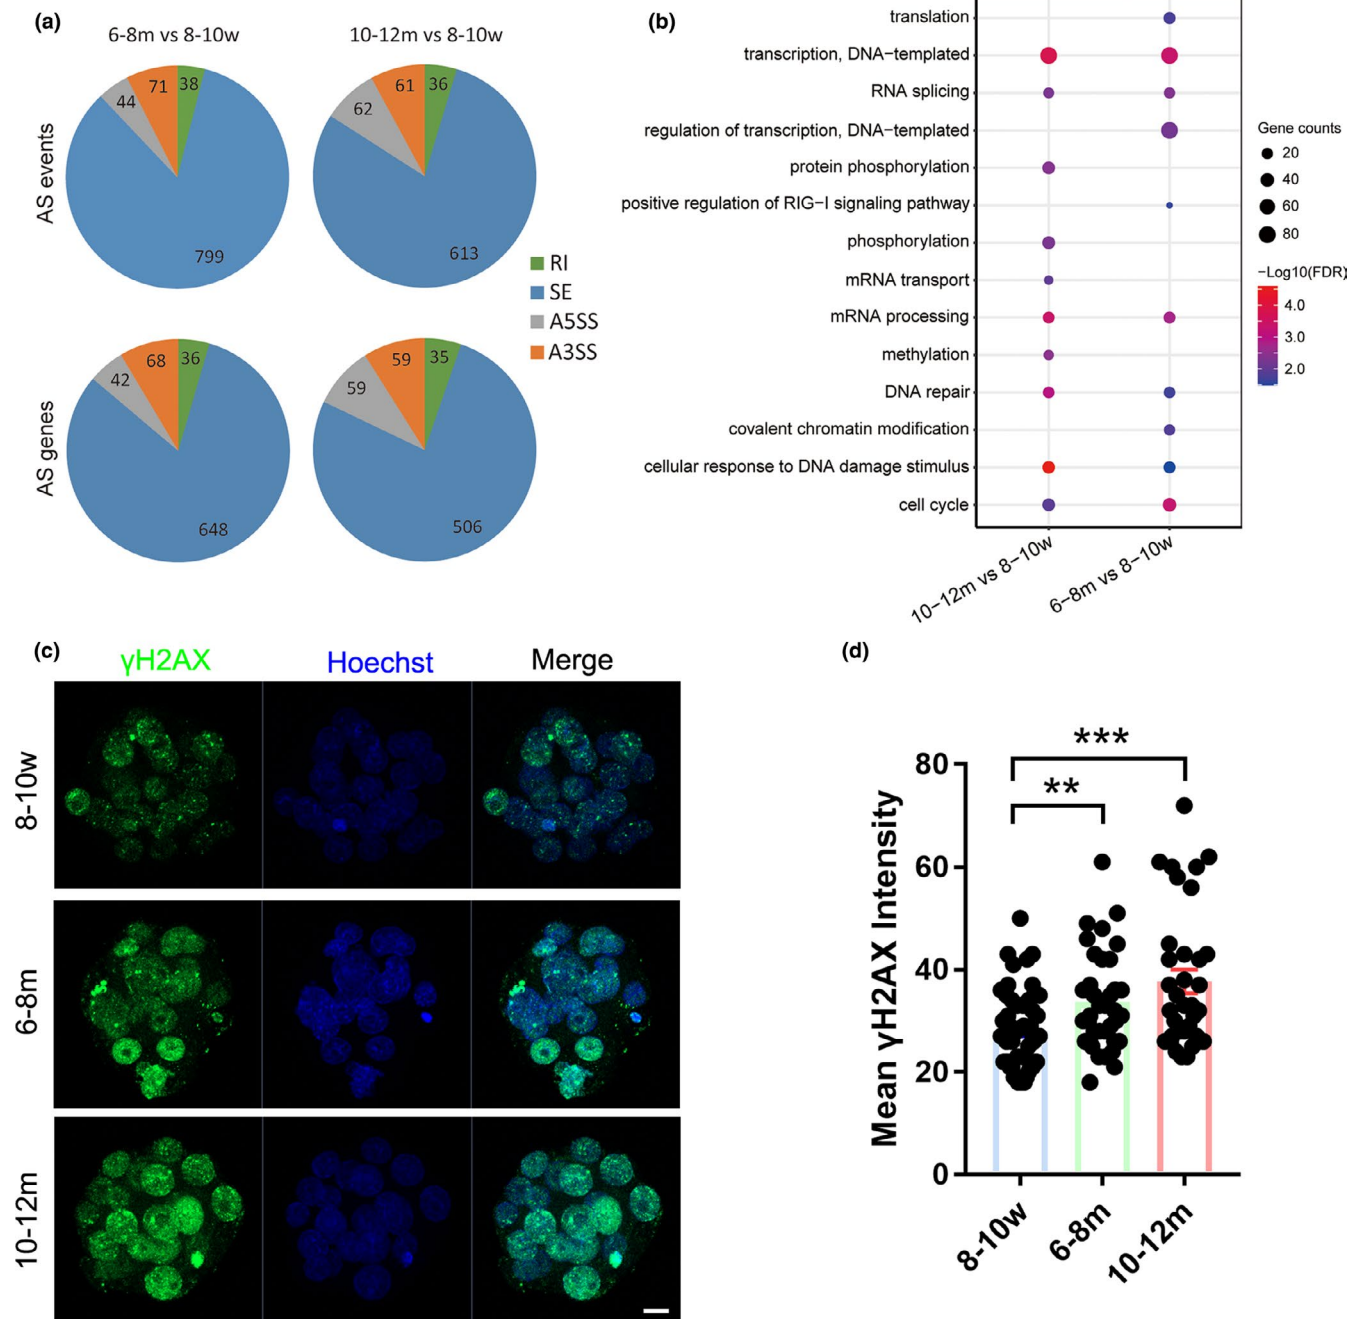 (a)
6-8m vs 8-10w
10-12m vs 8-10w
AS events
38
71
44
799
36
61
62
613
RI
SE
A5SS
A3SS
AS genes
36
68
42
648
35
59
59
506
(b)
translation
transcription, DNA−templated
RNA splicing
regulation of transcription, DNA−templated
protein phosphorylation
positive regulation of RIG−I signaling pathway
phosphorylation
mRNA transport
mRNA processing
methylation
DNA repair
covalent chromatin modification
cellular response to DNA damage stimulus
cell cycle
10−12m vs 8−10w
6−8m vs 8−10w
Gene counts
20
40
60
80
−Log10(FDR)
4.0
3.0
2.0
(c)
γH2AX
Hoechst
Merge
8-10w
6-8m
10-12m
(d)
Mean γH2AX Intensity
80
60
40
20
0
***
**
8-10w
6-8m
10-12m